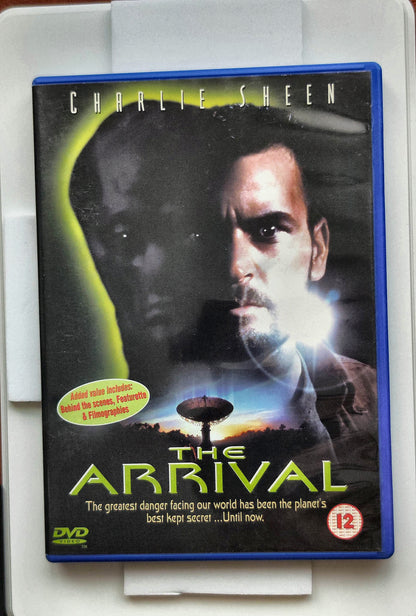 CHARLIE SHEEN
Added value includes:
Behind the scenes, Featurette
& Filmographies
THE
ARRIVAL
The greatest danger facing our world has been the planet's
best kept secret ...Until now.
DVD
VIDEO
12